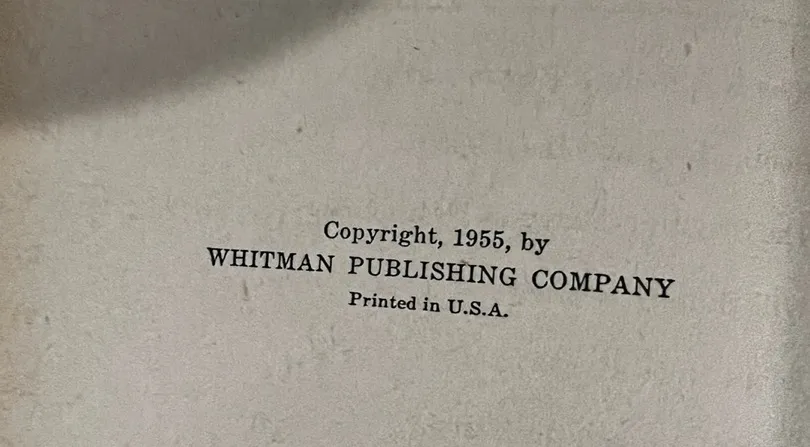 Copyright, 1955, by
WHITMAN PUBLISHING COMPANY
Printed in U.S.A.